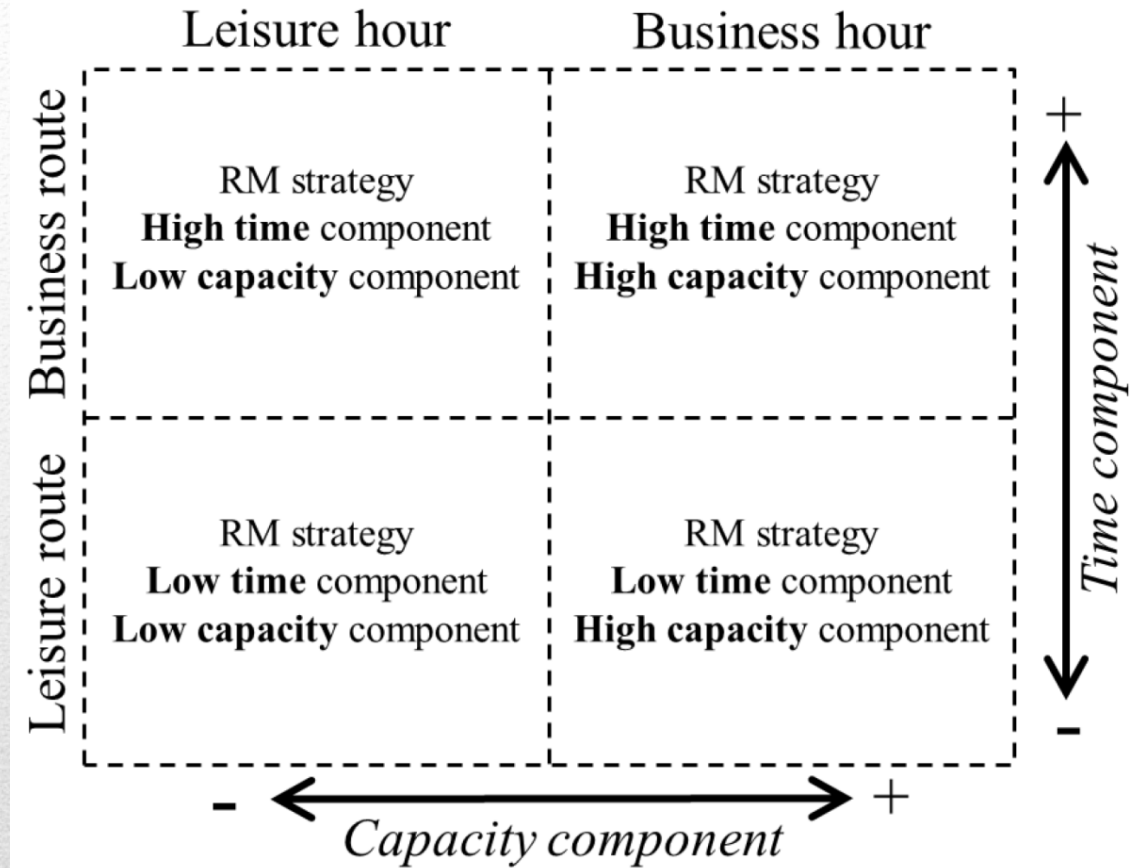 Leisure hour
Business hour
Business route
RM strategy
High time component
Low capacity component
RM strategy
High time component
High capacity component
+
Time component
-
Leisure route
RM strategy
Low time component
Low capacity component
RM strategy
Low time component
High capacity component
-
+
Capacity component